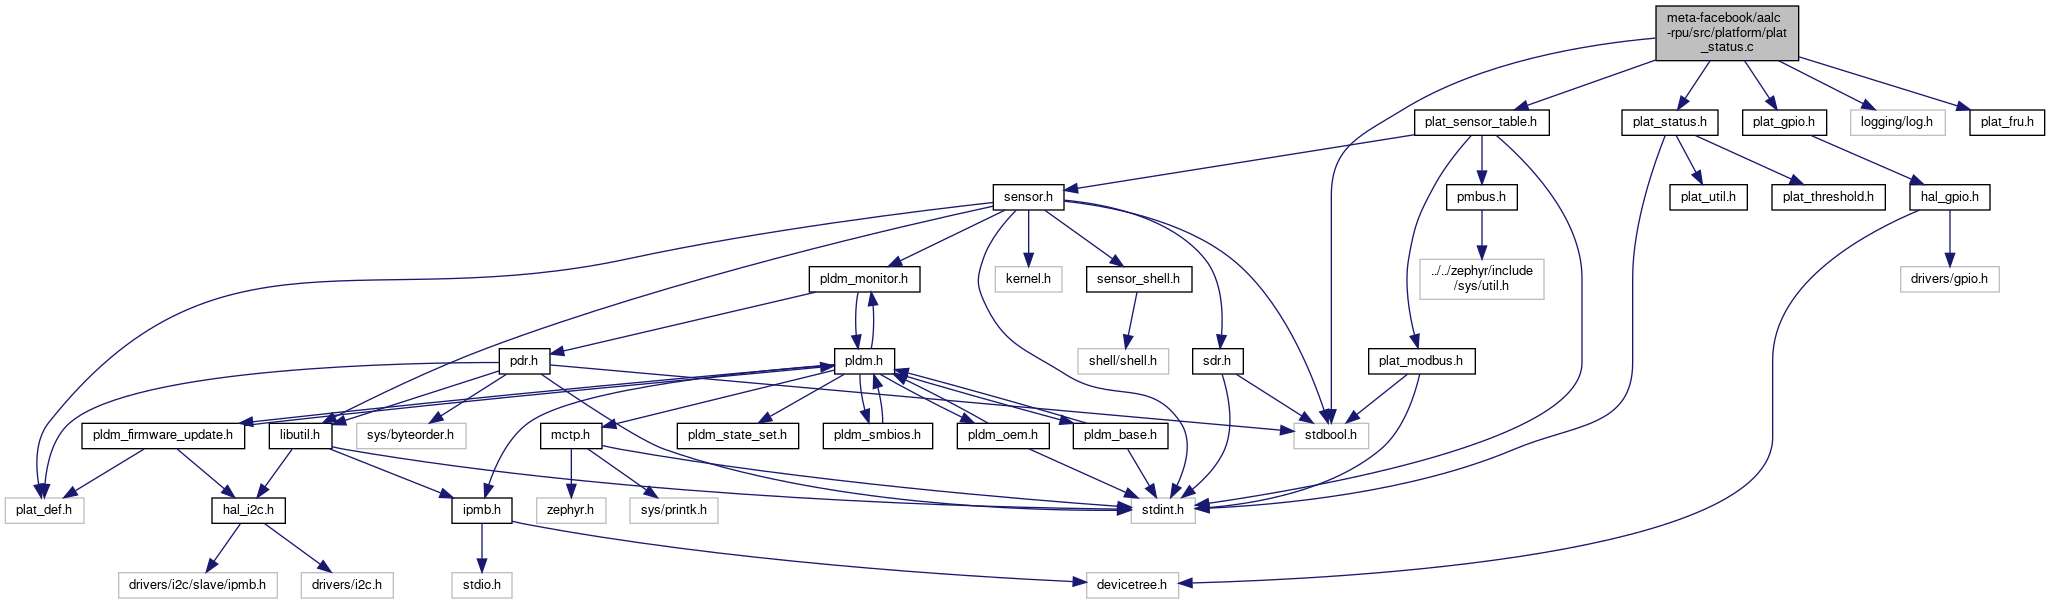 meta-facebook/aalc
-rpu/src/platform/plat
_status.c
plat_sensor_table.h
plat_status.h
plat_gpio.h
logging/log.h
plat_fru.h
sensor.h
pmbus.h
plat_util.h
plat_threshold.h
hal_gpio.h
pldm_monitor.h
kernel.h
sensor_shell.h
../../zephyr/include
/sys/util.h
drivers/gpio.h
pdr.h
pldm.h
shell/shell.h
sdr.h
plat_modbus.h
pldm_firmware_update.h
libutil.h
sys/byteorder.h
mctp.h
pldm_state_set.h
pldm_smbios.h
pldm_oem.h
pldm_base.h
stdbool.h
plat_def.h
hal_i2c.h
ipmb.h
zephyr.h
sys/printk.h
stdint.h
drivers/i2c/slave/ipmb.h
drivers/i2c.h
stdio.h
devicetree.h